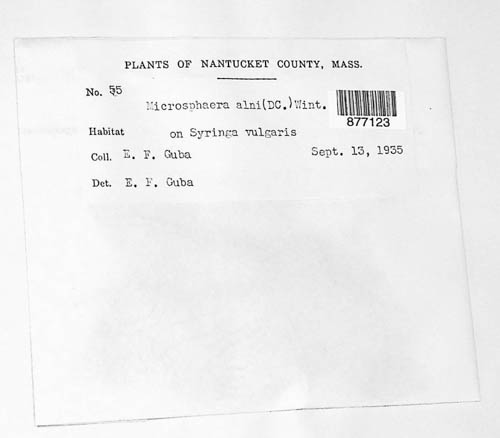 PLANTS OF NANTUCKET COUNTY, MASS.
No. 55
Microsphaera alni(DC.)Wint.
877123
Habitat on Syringa vulgaris
Coll. E. F. Guba Sept. 13, 1935
Det. E. F. Guba